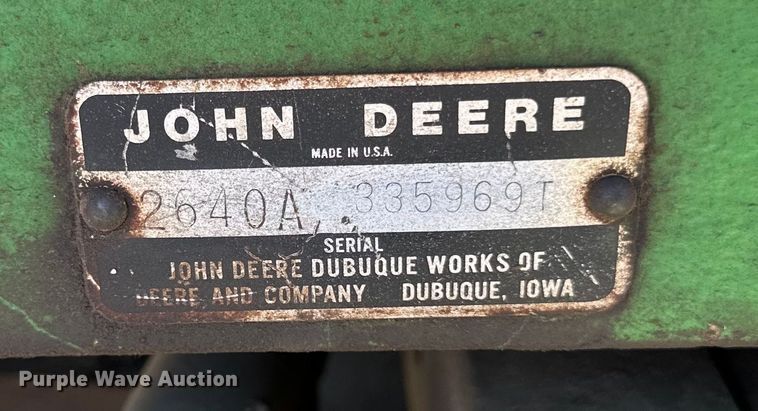 JOHN DEERE
MADE IN U.S.A.
2640A 335969T
SERIAL
JOHN DEERE DUBUQUE WORKS OF
DEERE AND COMPANY DUBUQUE, IOWA
Purple Wave Auction